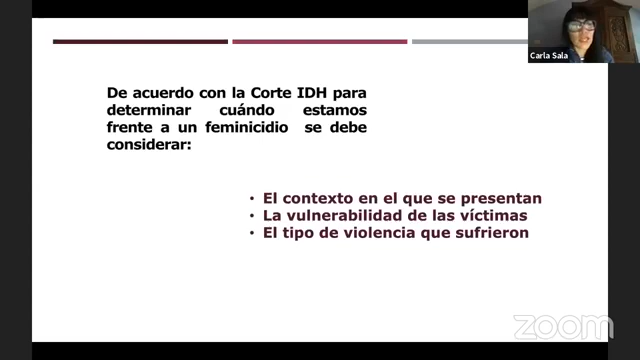 De acuerdo con la Corte IDH para
determinar cuándo estamos
frente a un feminicidio se debe
considerar:
• El contexto en el que se presentan
• La vulnerabilidad de las víctimas
• El tipo de violencia que sufrieron
Carla Sala
zoom